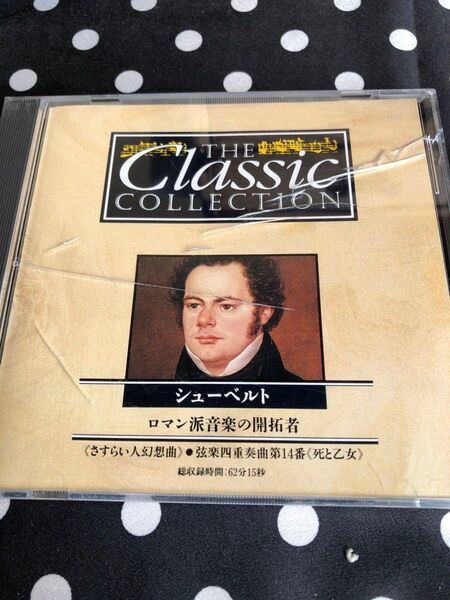 THE
Classic
COLLECTION
シューベルト
ロマン派音楽の開拓者
《さすらい人幻想曲》●弦楽四重奏曲第14番《死と乙女》
総収録時間:62分15秒